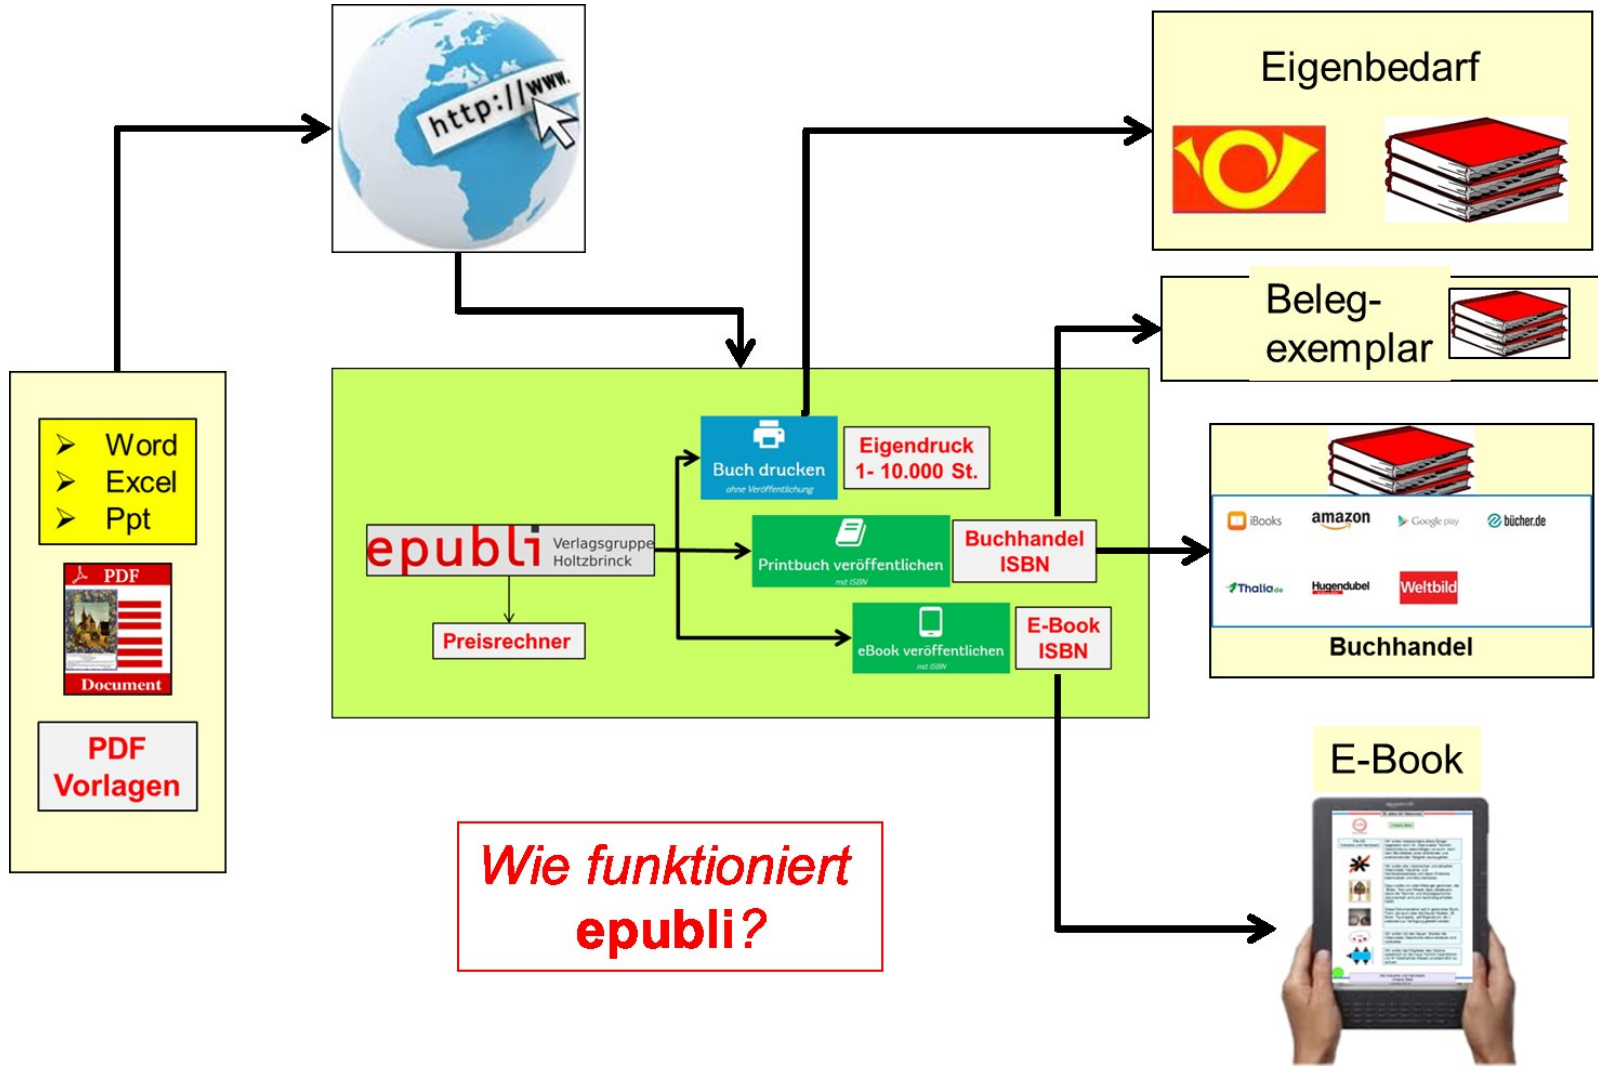 http://www.
Eigenbedarf
Beleg-
exemplar
Word
Excel
Ppt
PDF
Document
PDF
Vorlagen
Buch drucken
ohne Veröffentlichung
Eigendruck
1- 10.000 St.
epubli
Verlagsgruppe
Holtzbrinck
Printbuch veröffentlichen
mit ISBN
Buchhandel
ISBN
Preisrechner
eBook veröffentlichen
mit ISBN
E-Book
ISBN
iBooks
amazon
Google play
bücher.de
Thalia.de
Hugendubel
Weltbild
Buchhandel
E-Book
Wie funktioniert
epubli?